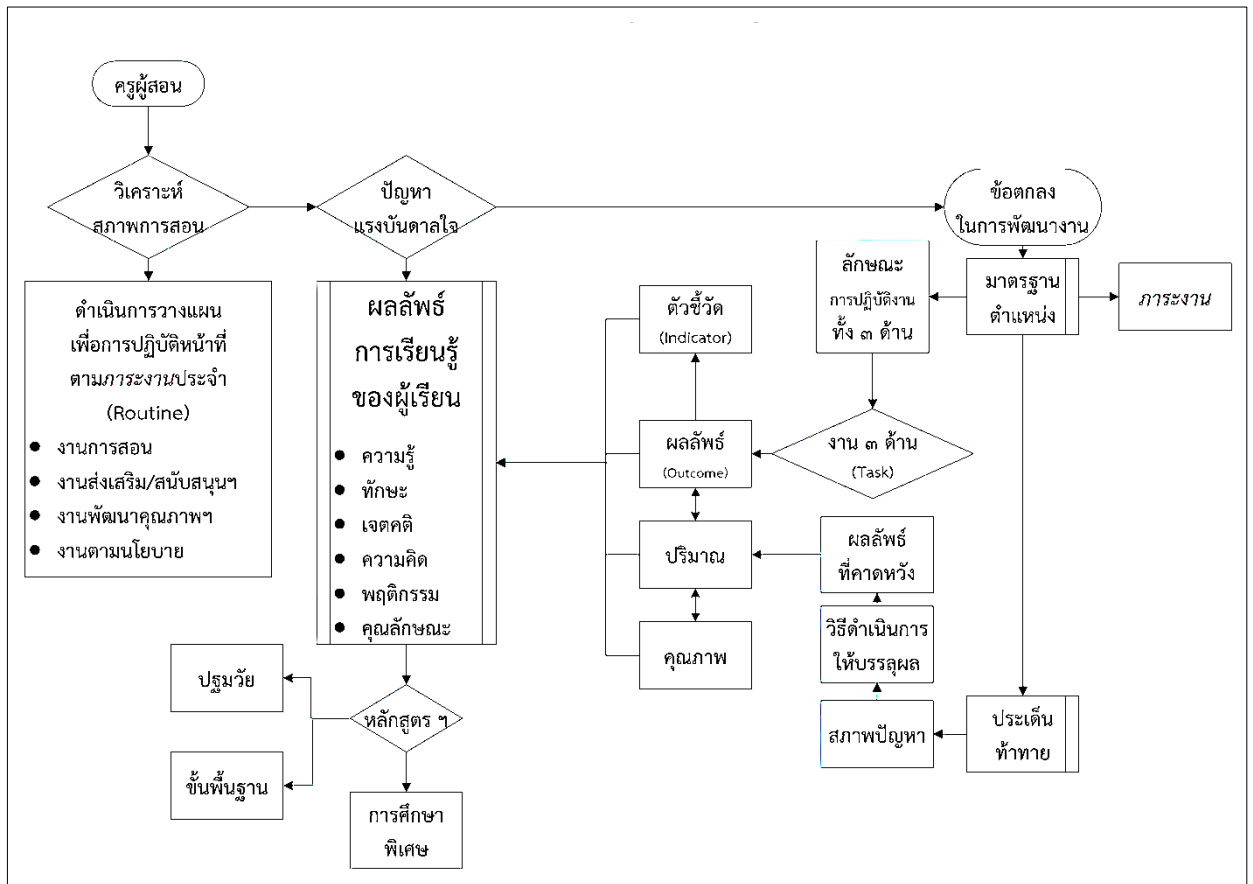 ครูผู้สอน
วิเคราะห์
สภาพการสอน
ปัญหา
แรงบันดาลใจ
ข้อตกลง
ในการพัฒนางาน
ดำเนินการวางแผน
เพื่อการปฏิบัติหน้าที่
ตามภาระงานประจำ
(Routine)
● งานการสอน
● งานส่งเสริม/สนับสนุนฯ
● งานพัฒนาคุณภาพฯ
● งานตามนโยบาย
ผลลัพธ์
การเรียนรู้
ของผู้เรียน
● ความรู้
● ทักษะ
● เจตคติ
● ความคิด
● พฤติกรรม
● คุณลักษณะ
ตัวชี้วัด
(Indicator)
ลักษณะ
การปฏิบัติงาน
ทั้ง ๓ ด้าน
มาตรฐาน
ตำแหน่ง
ภาระงาน
ผลลัพธ์
(Outcome)
งาน ๓ ด้าน
(Task)
ปริมาณ
ผลลัพธ์
ที่คาดหวัง
คุณภาพ
วิธีดำเนินการ
ให้บรรลุผล
สภาพปัญหา
ประเด็น
ท้าทาย
ปฐมวัย
หลักสูตร ฯ
ขั้นพื้นฐาน
การศึกษา
พิเศษ